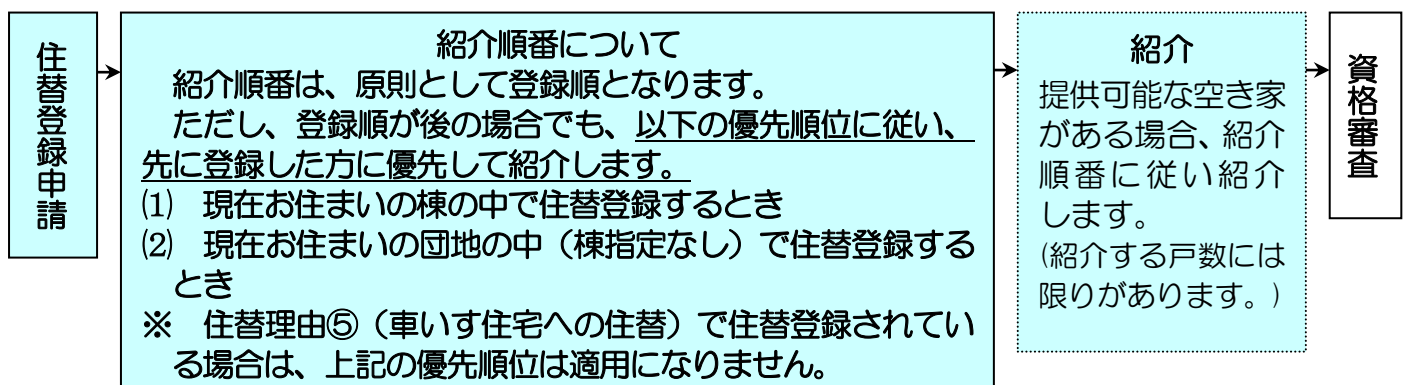 住替登録申請
紹介順番について
紹介順番は、原則として登録順となります。
ただし、登録順が後の場合でも、以下の優先順位に従い、
先に登録した方に優先して紹介します。
⑴　現在お住まいの棟の中で住替登録するとき
⑵　現在お住まいの団地の中（棟指定なし）で住替登録する
とき
※　住替理由⑤（車いす住宅への住替）で住替登録されてい
る場合は、上記の優先順位は適用になりません。
紹介
提供可能な空き家
がある場合、紹介
順番に従い紹介
します。
(紹介する戸数には
限りがあります。)
資格審査